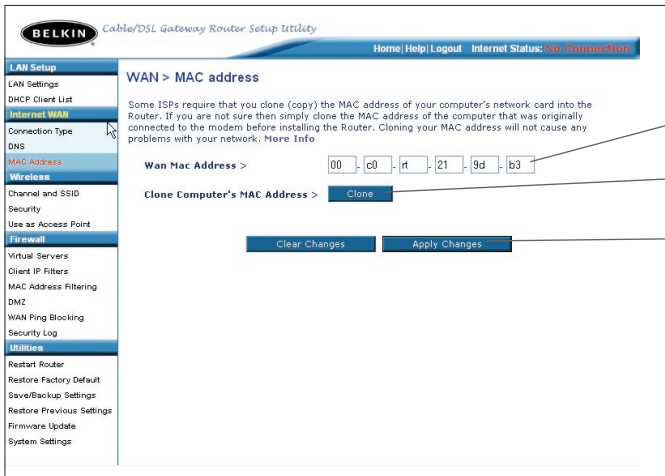 BELKIN Cable/DSL Gateway Router Setup Utility
Home| Help| Logout Internet Status: No Connection
LAN Setup
LAN Settings
DHCP Client List
Internet WAN
Connection Type
DNS
MAC Address
Wireless
Channel and SSID
Security
Use as Access Point
Firewall
Virtual Servers
Client IP Filters
MAC Address Filtering
DMZ
WAN Ping Blocking
Security Log
Utilities
Restart Router
Restore Factory Default
Save/Backup Settings
Restore Previous Settings
Firmware Update
System Settings
WAN > MAC address
Some ISPs require that you clone (copy) the MAC address of your computer's network card into the
Router. If you are not sure then simply clone the MAC address of the computer that was originally
connected to the modem before installing the Router. Cloning your MAC address will not cause any
problems with your network. More Info
Wan Mac Address > 00 - c0 - rt - 21 - 9d - b3
Clone Computer's MAC Address > Clone
Clear Changes Apply Changes